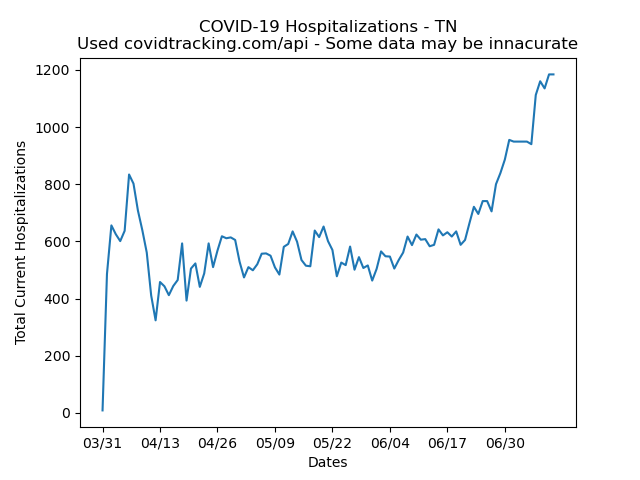 COVID-19 Hospitalizations - TN
Used covidtracking.com/api - Some data may be innacurate
Total Current Hospitalizations
1200
1000
800
600
400
200
0
03/31 04/13 04/26 05/09 05/22 06/04 06/17 06/30
Dates